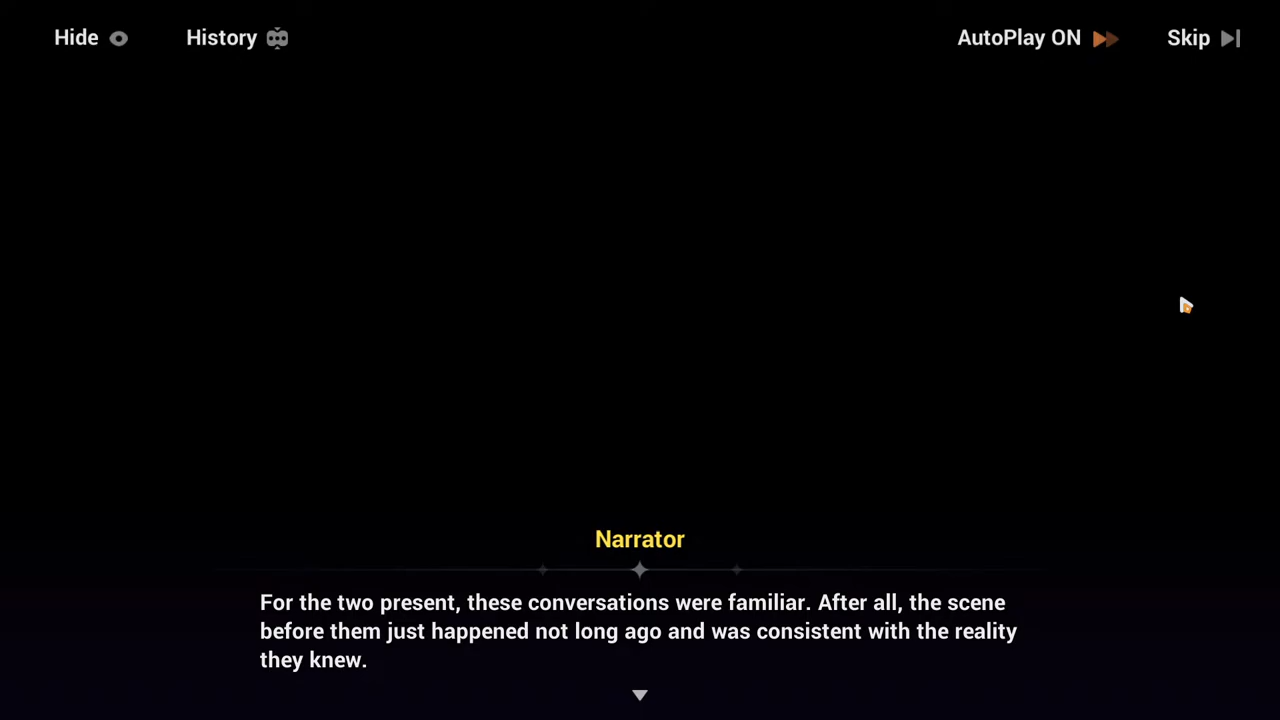 Hide
History
AutoPlay ON
Skip
Narrator
For the two present, these conversations were familiar. After all, the scene
before them just happened not long ago and was consistent with the reality
they knew.